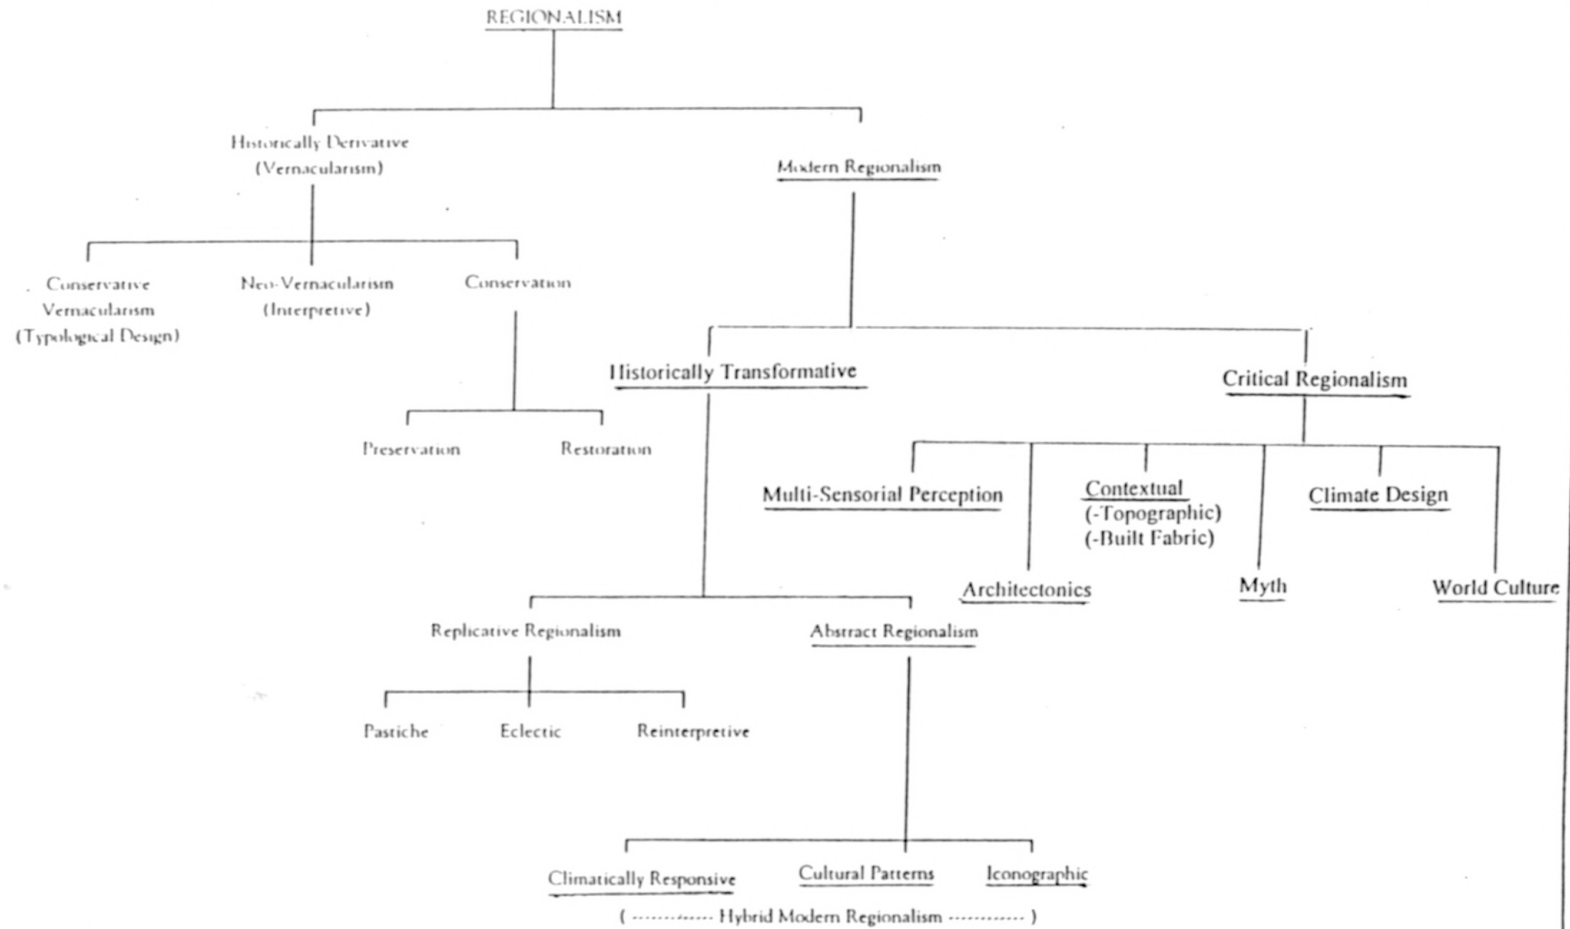 REGIONALISM
Historically Derivative
(Vernacularism)
Modern Regionalism
Conservative
Vernacularism
(Typological Design)
Neo-Vernacularism
(Interpretive)
Conservation
Historically Transformative
Critical Regionalism
Preservation
Restoration
Multi-Sensorial Perception
Contextual
(-Topographic)
(-Built Fabric)
Climate Design
Architectonics
Myth
World Culture
Replicative Regionalism
Abstract Regionalism
Pastiche
Eclectic
Reinterpretive
Climatically Responsive
Cultural Patterns
Iconographic
( ------------- Hybrid Modern Regionalism ------------ )